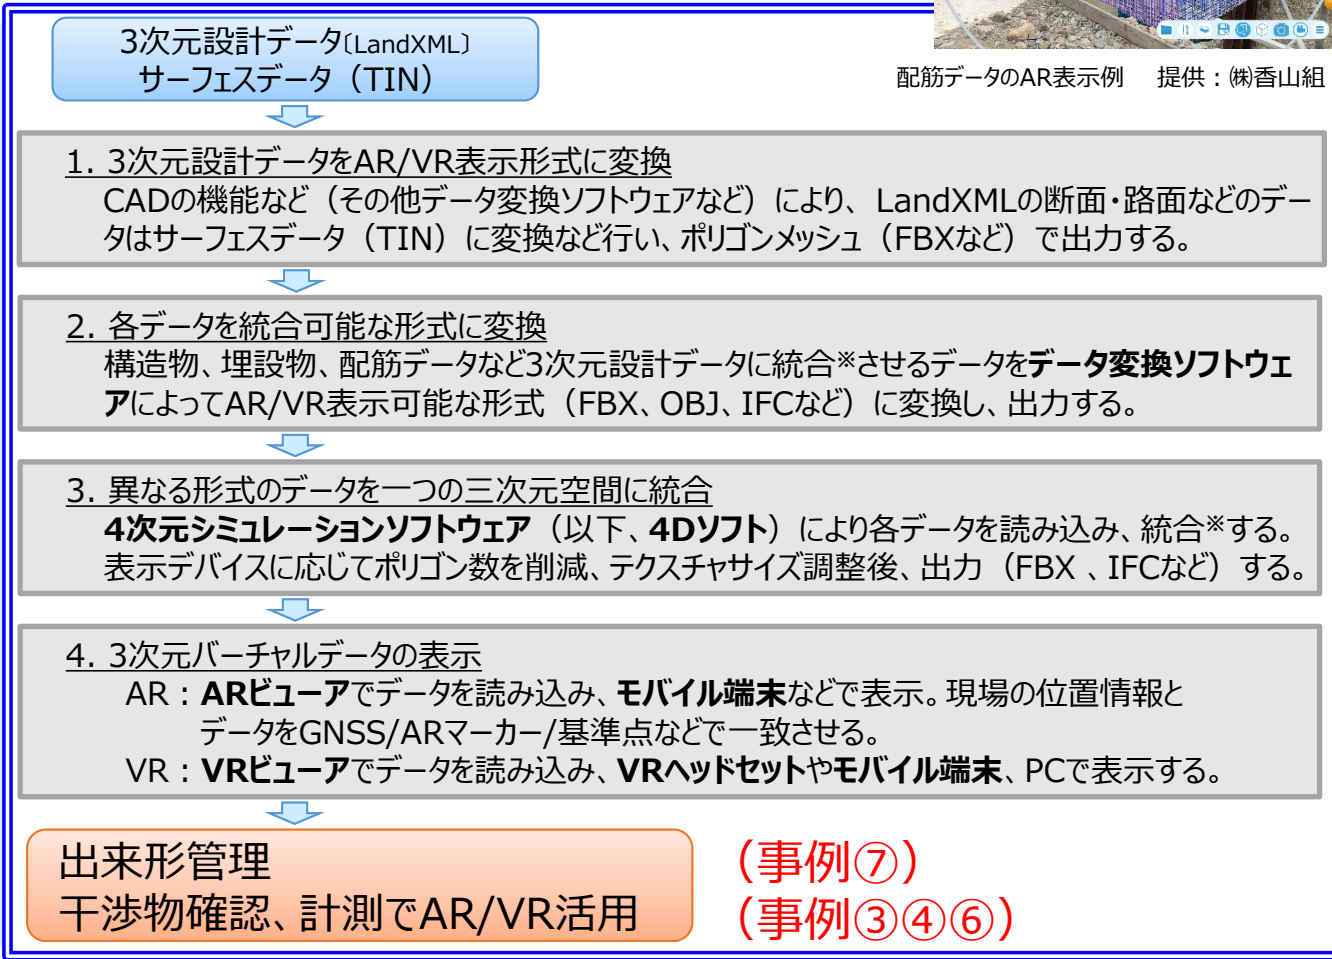 3次元設計データ〔LandXML〕
サーフェスデータ（TIN）
配筋データのAR表示例　提供：㈱香山組
1. 3次元設計データをAR/VR表示形式に変換
CADの機能など（その他データ変換ソフトウェアなど）により、LandXMLの断面・路面などのデー
タはサーフェスデータ（TIN）に変換など行い、ポリゴンメッシュ（FBXなど）で出力する。
2. 各データを統合可能な形式に変換
構造物、埋設物、配筋データなど3次元設計データに統合※させるデータをデータ変換ソフトウェ
アによってAR/VR表示可能な形式（FBX、OBJ、IFCなど）に変換し、出力する。
3. 異なる形式のデータを一つの三次元空間に統合
4次元シミュレーションソフトウェア（以下、4Dソフト）により各データを読み込み、統合※する。
表示デバイスに応じてポリゴン数を削減、テクスチャサイズ調整後、出力（FBX 、IFCなど）する。
4. 3次元バーチャルデータの表示
AR：ARビューアでデータを読み込み、モバイル端末などで表示。現場の位置情報と
データをGNSS/ARマーカー/基準点などで一致させる。
VR：VRビューアでデータを読み込み、VRヘッドセットやモバイル端末、PCで表示する。
出来形管理
（事例⑦）
干渉物確認、計測でAR/VR活用
（事例③④⑥）